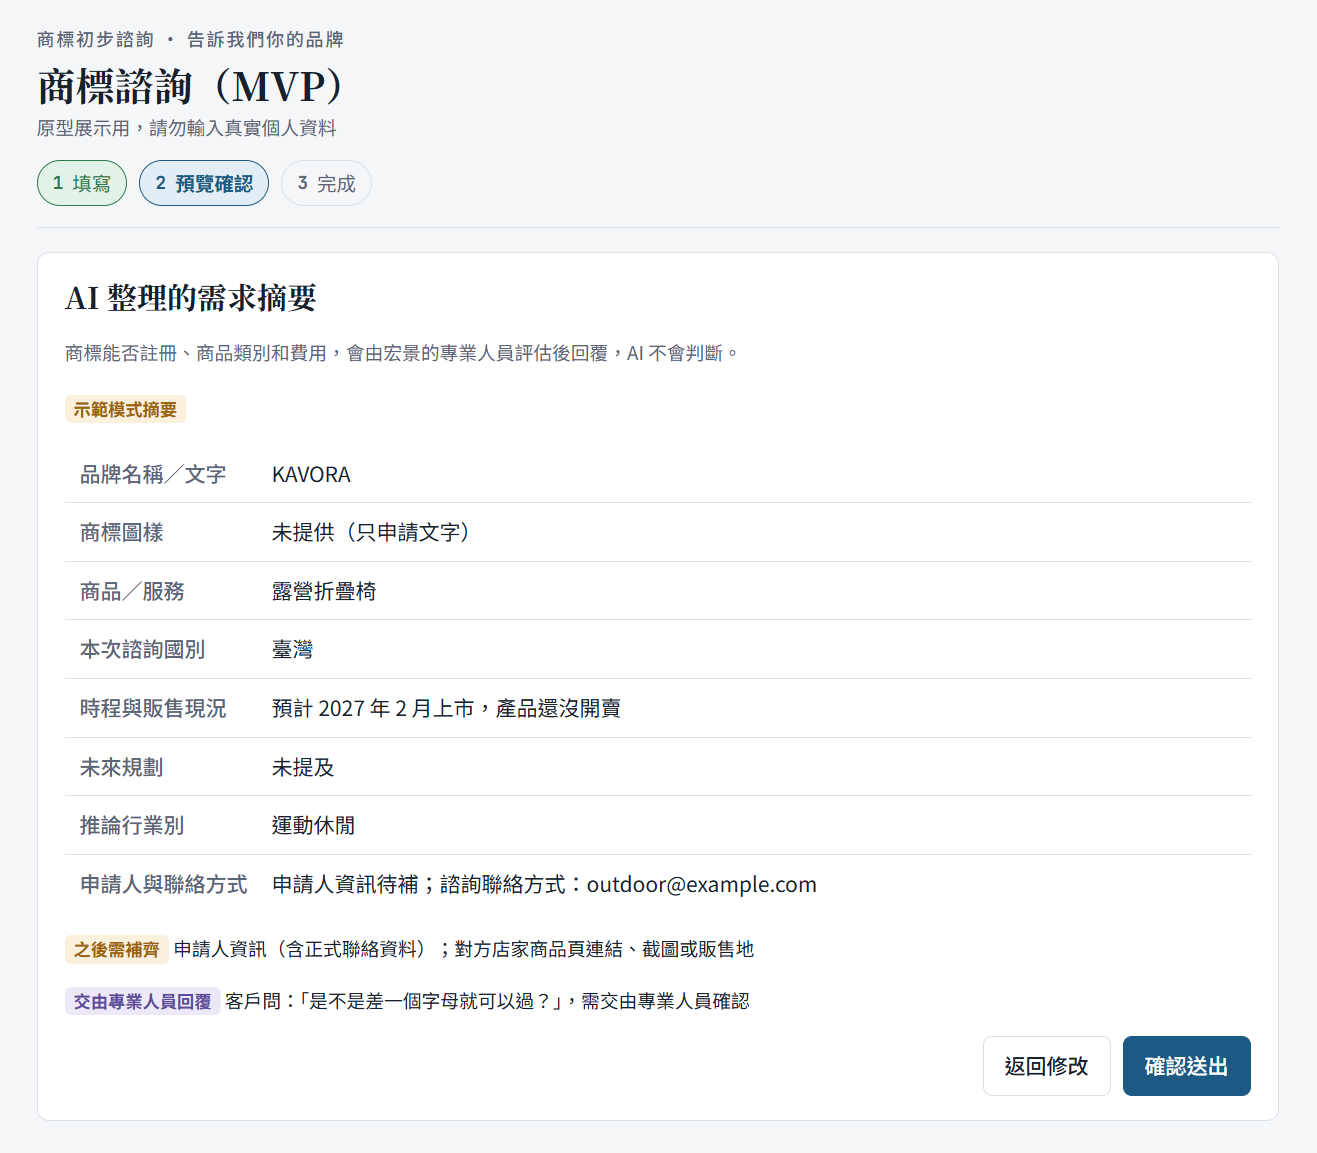 商標初步諮詢 · 告訴我們你的品牌
商標諮詢（MVP）
原型展示用，請勿輸入真實個人資料
1 填寫
2 預覽確認
3 完成
AI 整理的需求摘要
商標能否註冊、商品類別和費用，會由宏景的專業人員評估後回覆，AI 不會判斷。
示範模式摘要
品牌名稱／文字 KAVORA
商標圖樣 未提供（只申請文字）
商品／服務 露營折疊椅
本次諮詢國別 臺灣
時程與販售現況 預計 2027 年 2 月上市，產品還沒開賣
未來規劃 未提及
推論行業別 運動休閒
申請人與聯絡方式 申請人資訊待補；諮詢聯絡方式：outdoor@example.com
之後需補齊 申請人資訊（含正式聯絡資料）；對方店家商品頁連結、截圖或販售地
交由專業人員回覆 客戶問：「是不是差一個字母就可以過？」，需交由專業人員確認
返回修改
確認送出